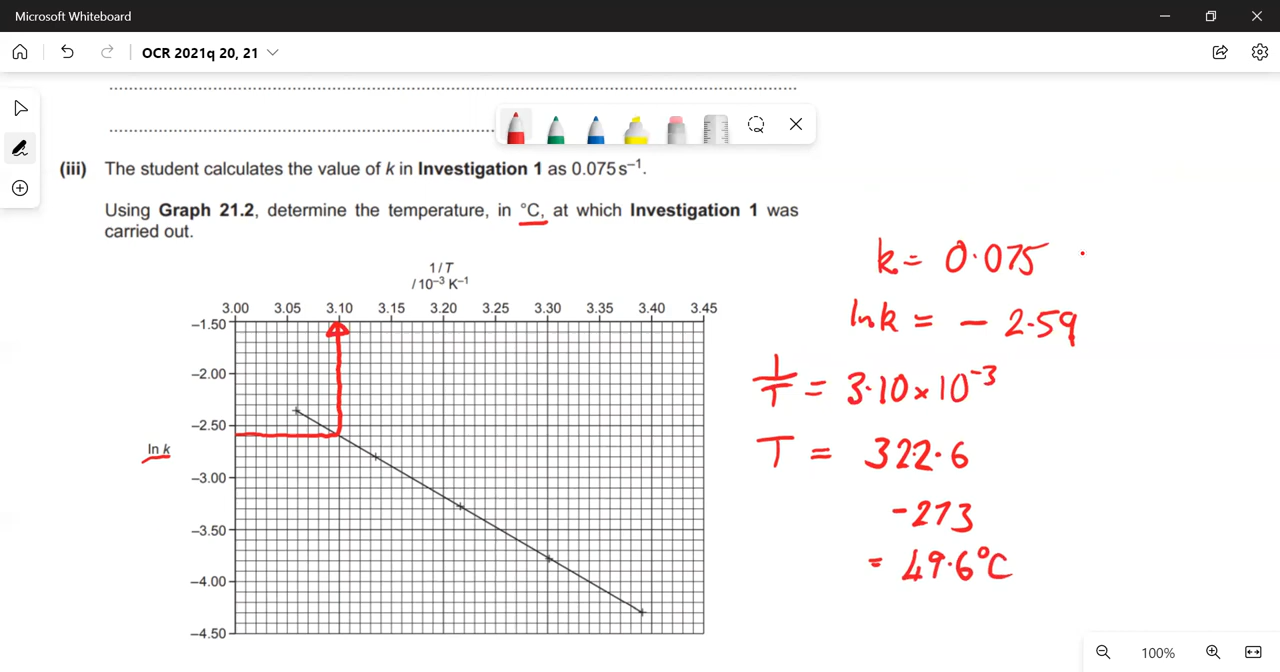 Microsoft Whiteboard
OCR 2021q 20, 21
(iii) The student calculates the value of k in Investigation 1 as 0.075 s⁻¹.
Using Graph 21.2, determine the temperature, in °C, at which Investigation 1 was
carried out.
1/T
/ 10⁻³ K⁻¹
3.00 3.05 3.10 3.15 3.20 3.25 3.30 3.35 3.40 3.45
−1.50
−2.00
−2.50
ln k
−3.00
−3.50
−4.00
−4.50
k = 0.075
ln k = - 2.59
1/T = 3.10 × 10⁻³
T = 322.6
-273
= 49.6°C
100%